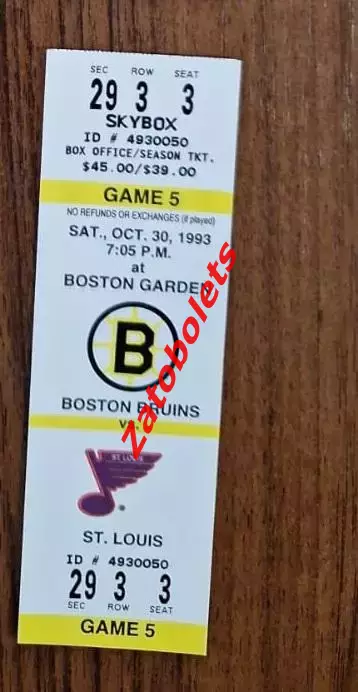 SEC ROW SEAT
29 3 3
SKYBOX
ID # 4930050
BOX OFFICE/SEASON TKT.
$45.00/$39.00
GAME 5
NO REFUNDS OR EXCHANGES (if played)
SAT., OCT. 30, 1993
7:05 P.M.
at
BOSTON GARDEN
B
BOSTON BRUINS
vs.
ST. LOUIS
ST. LOUIS
ID # 4930050
29 3 3
SEC ROW SEAT
GAME 5
Zatobolets